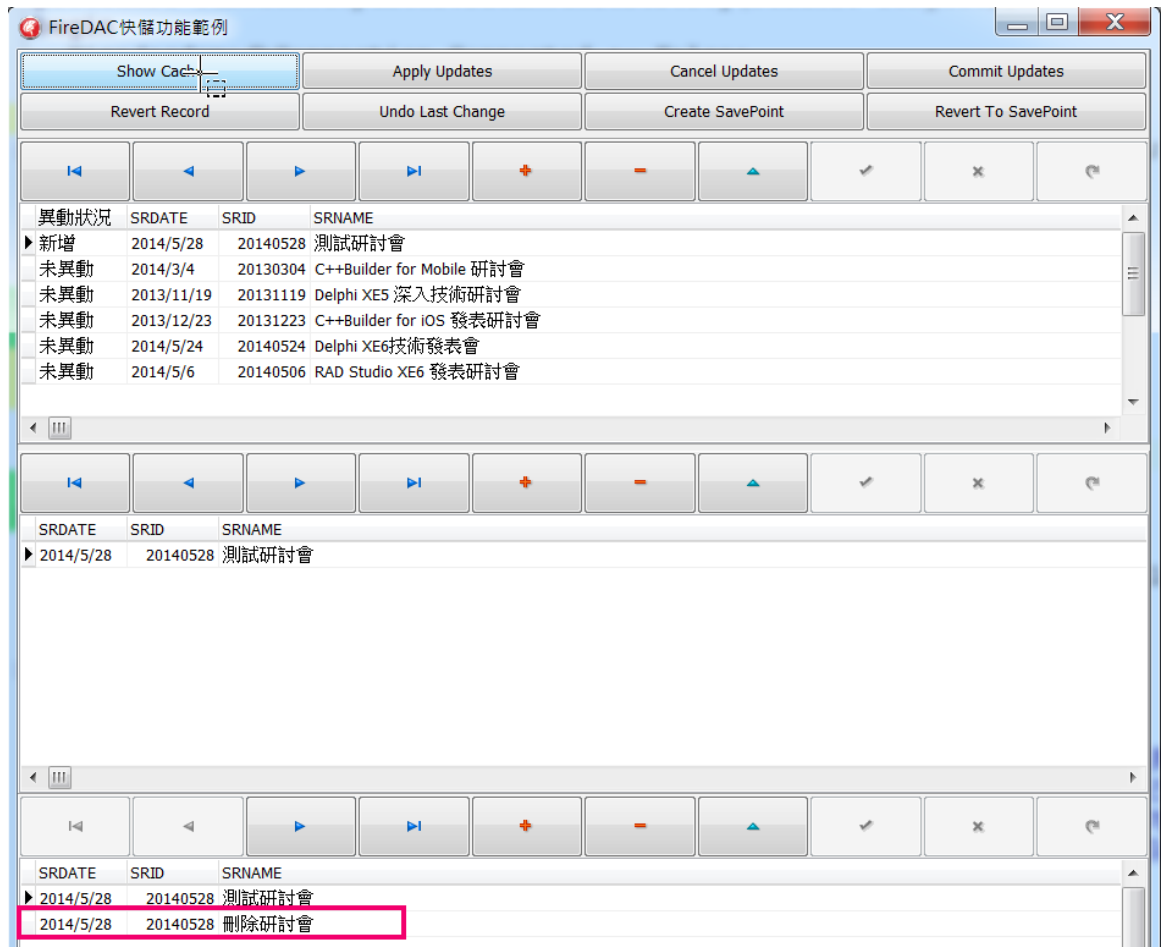 FireDAC快儲功能範例
Show Cache Apply Updates Cancel Updates Commit Updates
Revert Record Undo Last Change Create SavePoint Revert To SavePoint
異動狀況 SRDATE SRID SRNAME
新增 2014/5/28 20140528 測試研討會
未異動 2014/3/4 20130304 C++Builder for Mobile 研討會
未異動 2013/11/19 20131119 Delphi XE5 深入技術研討會
未異動 2013/12/23 20131223 C++Builder for iOS 發表研討會
未異動 2014/5/24 20140524 Delphi XE6技術發表會
未異動 2014/5/6 20140506 RAD Studio XE6 發表研討會
SRDATE SRID SRNAME
2014/5/28 20140528 測試研討會
SRDATE SRID SRNAME
2014/5/28 20140528 測試研討會
2014/5/28 20140528 刪除研討會